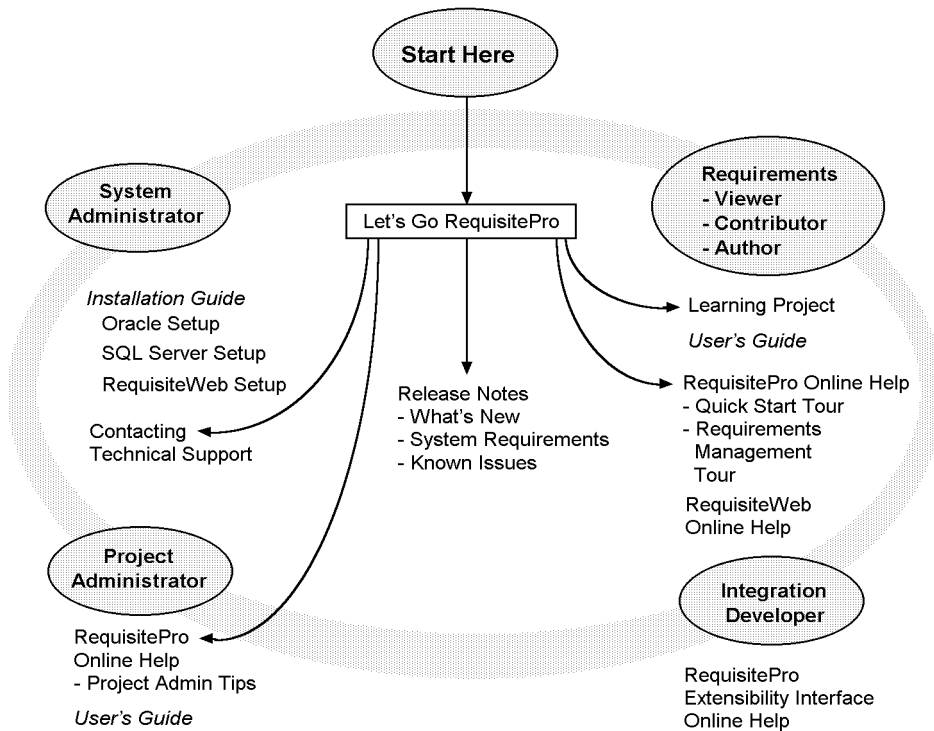 Start Here
System
Administrator
Requirements
- Viewer
- Contributor
- Author
Let's Go RequisitePro
Installation Guide
Oracle Setup
SQL Server Setup
RequisiteWeb Setup
Contacting
Technical Support
Release Notes
- What's New
- System Requirements
- Known Issues
Learning Project
User's Guide
RequisitePro Online Help
- Quick Start Tour
- Requirements
Management
Tour
RequisiteWeb
Online Help
Project
Administrator
RequisitePro
Online Help
- Project Admin Tips
User's Guide
Integration
Developer
RequisitePro
Extensibility Interface
Online Help